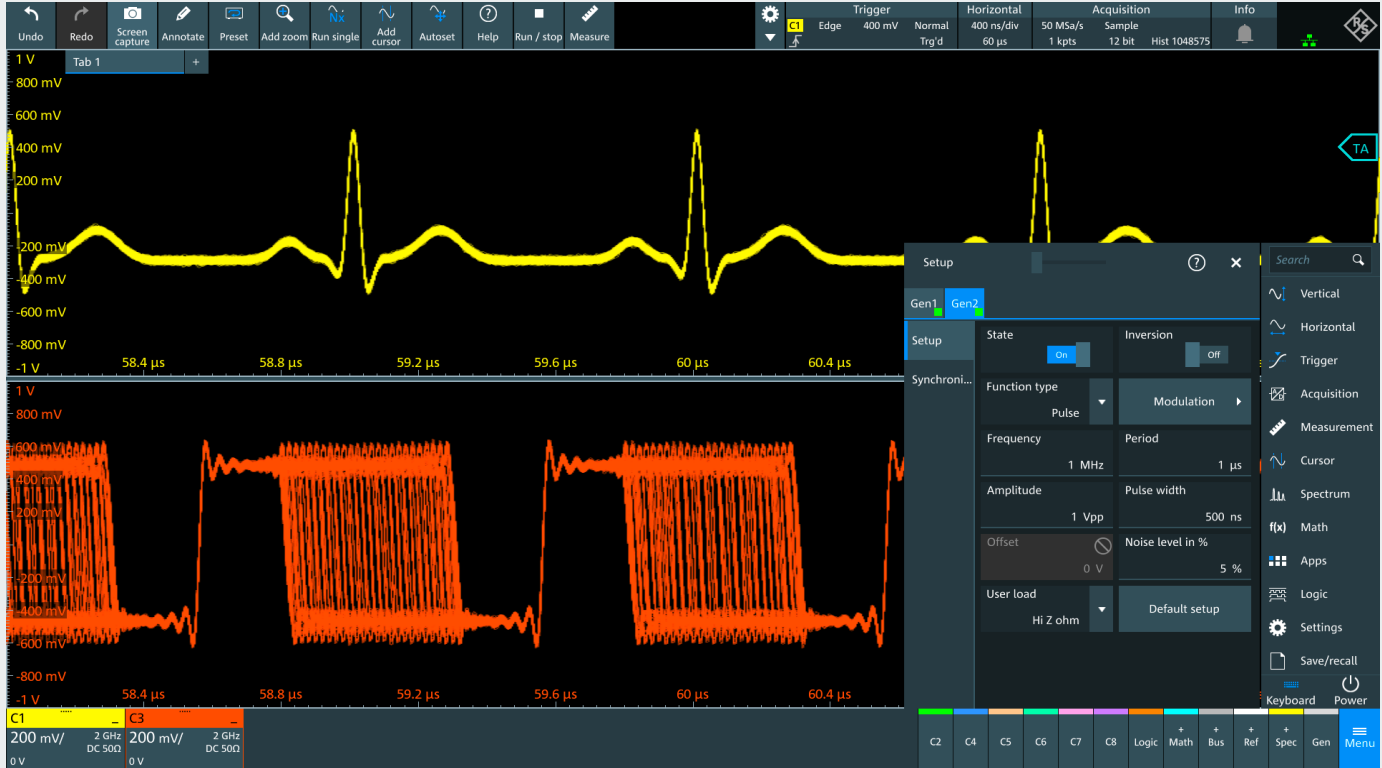 Undo
Redo
Screen capture
Annotate
Preset
Add zoom
Nx
Run single
Add cursor
Autoset
Help
Run / stop
Measure
Trigger
C1 Edge 400 mV Normal
Trg'd
Horizontal
400 ns/div
60 µs
Acquisition
50 MSa/s Sample
1 kpts 12 bit Hist 1048575
Info
R&S
Tab 1
+
1 V
800 mV
600 mV
400 mV
200 mV
-200 mV
-400 mV
-600 mV
-800 mV
-1 V
58.4 µs
58.8 µs
59.2 µs
59.6 µs
60 µs
60.4 µs
TA
1 V
800 mV
600 mV
400 mV
200 mV
-200 mV
-400 mV
-600 mV
-800 mV
-1 V
58.4 µs
58.8 µs
59.2 µs
59.6 µs
60 µs
60.4 µs
Setup
?
×
Gen1
Gen2
Setup
Synchroni...
State
On
Inversion
Off
Function type
Pulse
Modulation
Frequency
1 MHz
Period
1 µs
Amplitude
1 Vpp
Pulse width
500 ns
Offset
0 V
Noise level in %
5 %
User load
Hi Z ohm
Default setup
Search
Vertical
Horizontal
Trigger
Acquisition
Measurement
Cursor
Spectrum
f(x) Math
Apps
Logic
Settings
Save/recall
Keyboard
Power
C1
200 mV/
2 GHz
DC 50Ω
0 V
C3
200 mV/
2 GHz
DC 50Ω
0 V
C2
C4
C5
C6
C7
C8
Logic
+ Math
+ Bus
+ Ref
+ Spec
Gen
Menu